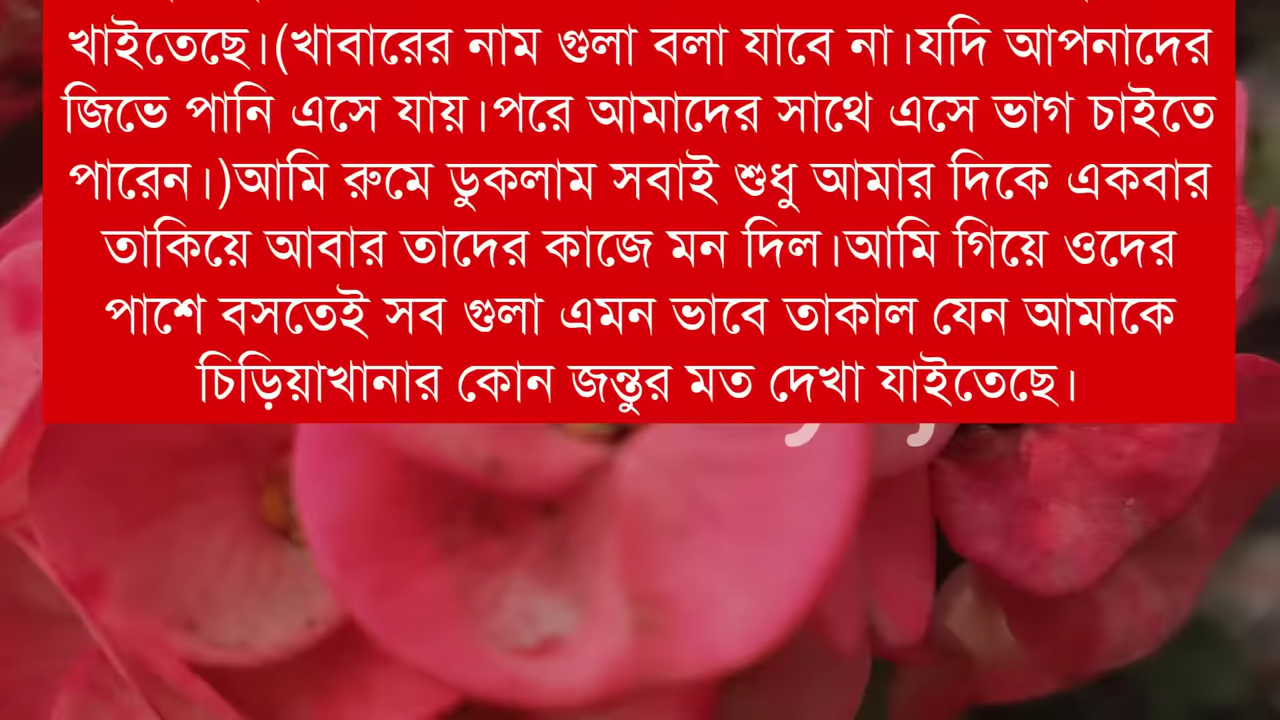 খাইতেছে।(খাবারের নাম গুলা বলা যাবে না।যদি আপনাদের
জিভে পানি এসে যায়।পরে আমাদের সাথে এসে ভাগ চাইতে
পারেন।)আমি রুমে ডুকলাম সবাই শুধু আমার দিকে একবার
তাকিয়ে আবার তাদের কাজে মন দিল।আমি গিয়ে ওদের
পাশে বসতেই সব গুলা এমন ভাবে তাকাল যেন আমাকে
চিড়িয়াখানার কোন জন্তুর মত দেখা যাইতেছে।